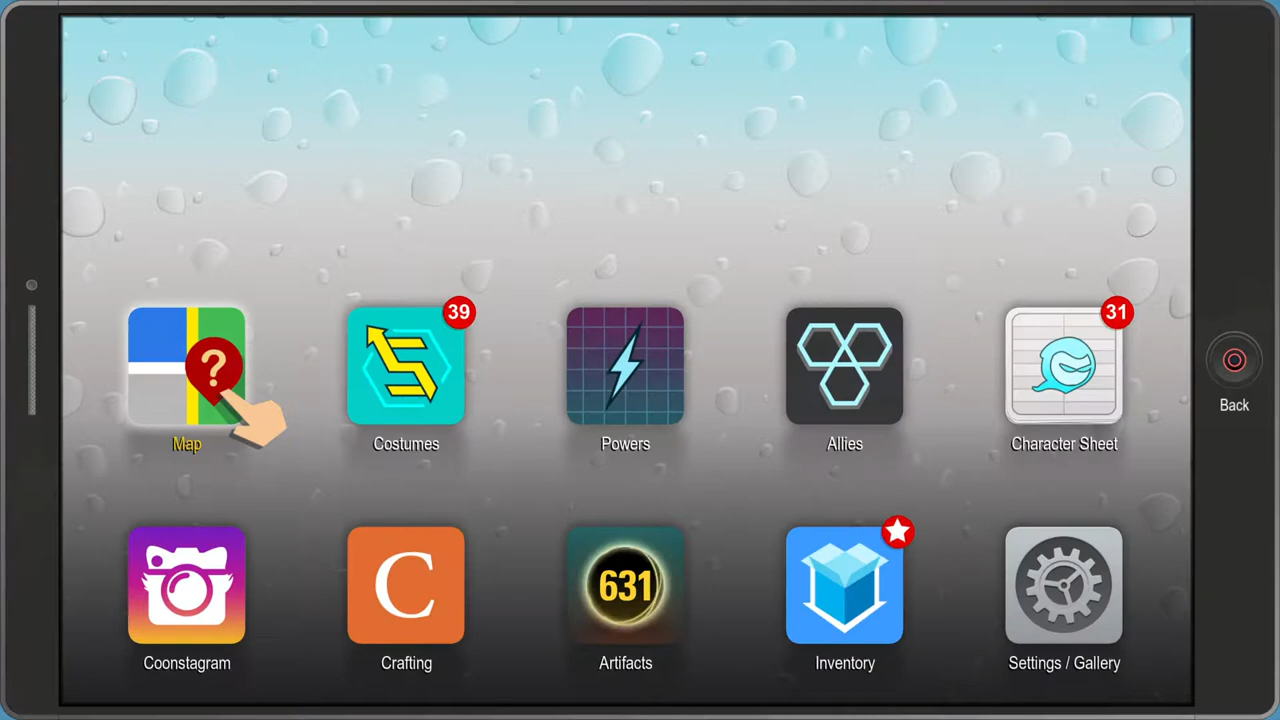 39
31
?
Map
Costumes
Powers
Allies
Character Sheet
Back
C
631
Coonstagram
Crafting
Artifacts
Inventory
Settings / Gallery